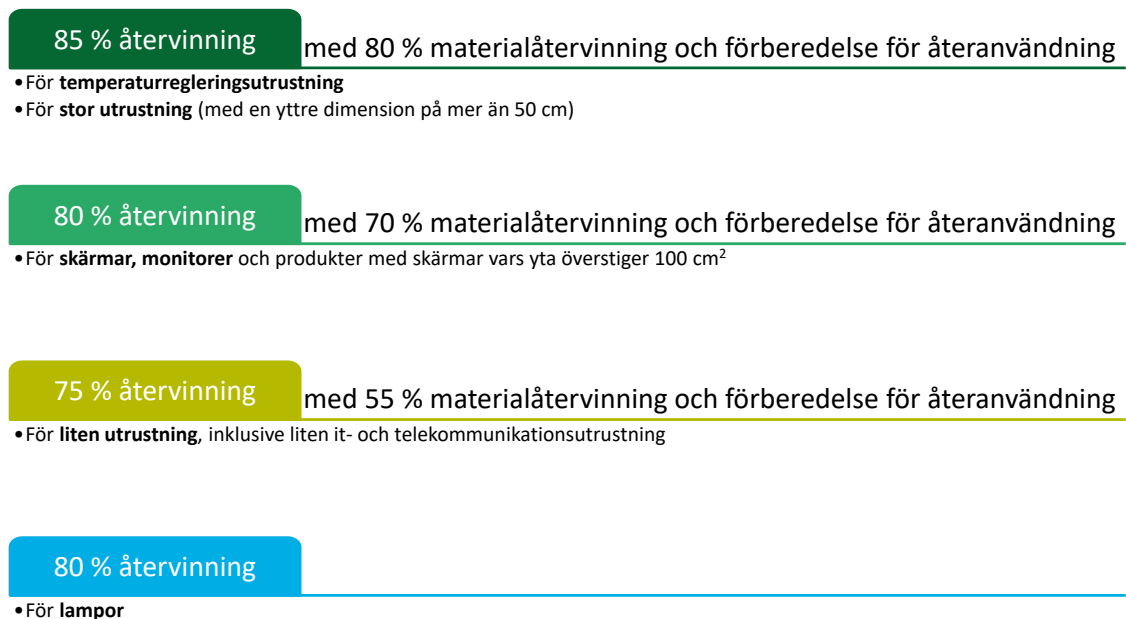 85 % återvinning med 80 % materialåtervinning och förberedelse för återanvändning
•För temperaturregleringsutrustning
•För stor utrustning (med en yttre dimension på mer än 50 cm)
80 % återvinning med 70 % materialåtervinning och förberedelse för återanvändning
•För skärmar, monitorer och produkter med skärmar vars yta överstiger 100 cm²
75 % återvinning med 55 % materialåtervinning och förberedelse för återanvändning
•För liten utrustning, inklusive liten it- och telekommunikationsutrustning
80 % återvinning
•För lampor